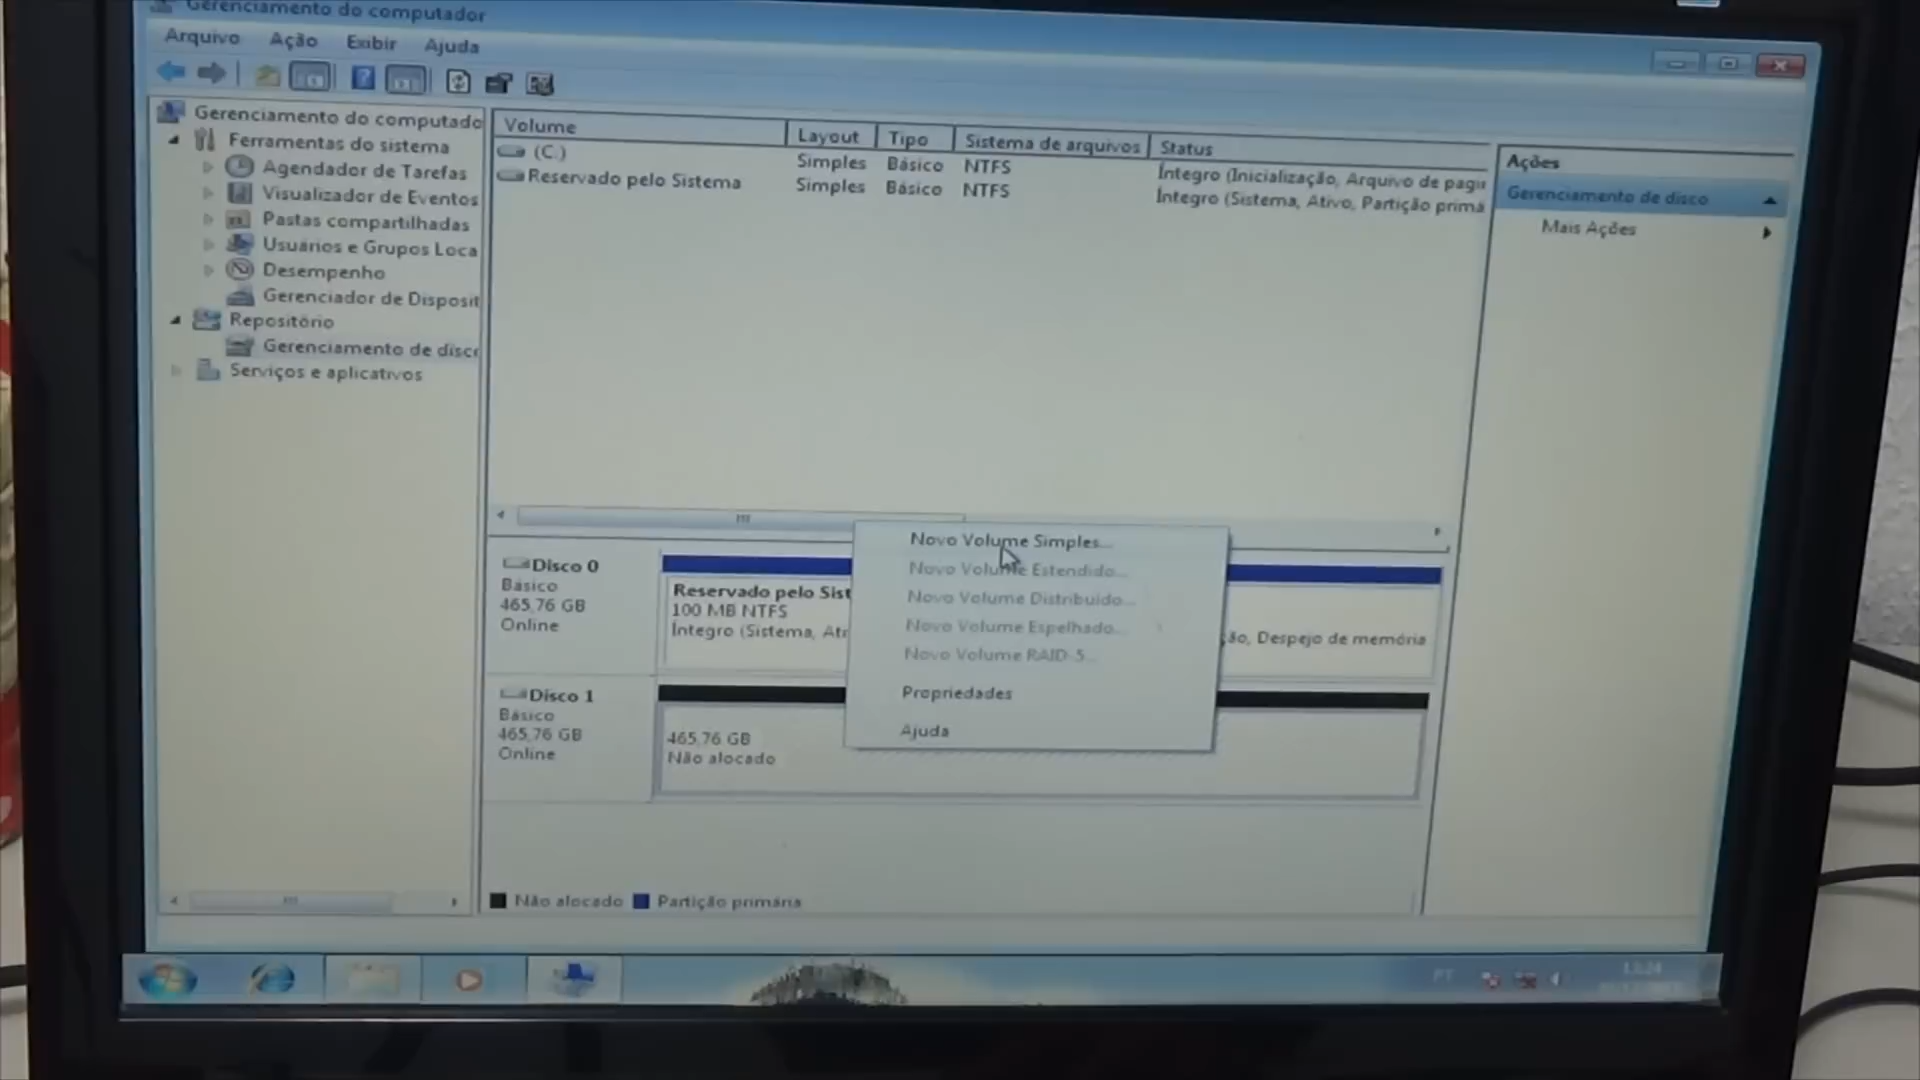 Gerenciamento do computador
Arquivo Ação Exibir Ajuda
Gerenciamento do computado
Ferramentas do sistema
Agendador de Tarefas
Visualizador de Eventos
Pastas compartilhadas
Usuários e Grupos Loca
Desempenho
Gerenciador de Disposit
Repositório
Gerenciamento de disco
Serviços e aplicativos
Volume Layout Tipo Sistema de arquivos Status
(C:) Simples Básico NTFS Íntegro (Inicialização, Arquivo de pagi
Reservado pelo Sistema Simples Básico NTFS Íntegro (Sistema, Ativo, Partição prima
Ações
Gerenciamento de disco
Mais Ações
Novo Volume Simples...
Novo Volume Estendido...
Novo Volume Distribuído...
Novo Volume Espelhado...
Novo Volume RAID-5...
Propriedades
Ajuda
Disco 0
Básico
465,76 GB
Online
Reservado pelo Sist
100 MB NTFS
Íntegro (Sistema, Ati
ão, Despejo de memória
Disco 1
Básico
465,76 GB
Online
465,76 GB
Não alocado
Não alocado Partição primária
PT